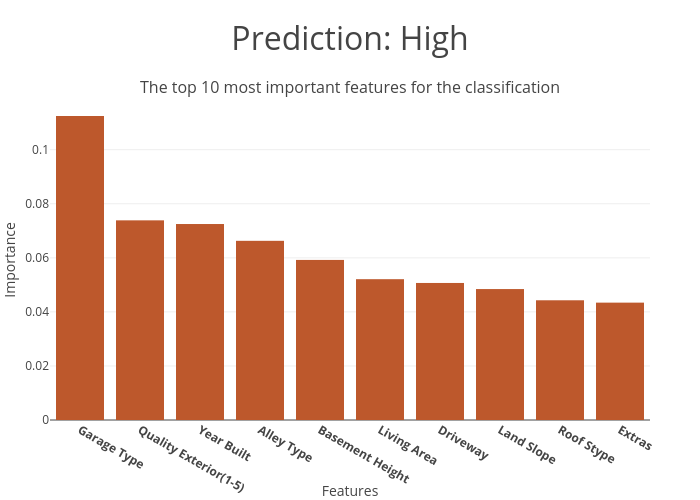 Prediction: High
The top 10 most important features for the classification
Importance
0.1
0.08
0.06
0.04
0.02
0
Garage Type
Quality Exterior(1-5)
Year Built
Alley Type
Basement Height
Living Area
Driveway
Land Slope
Roof Stype
Extras
Features